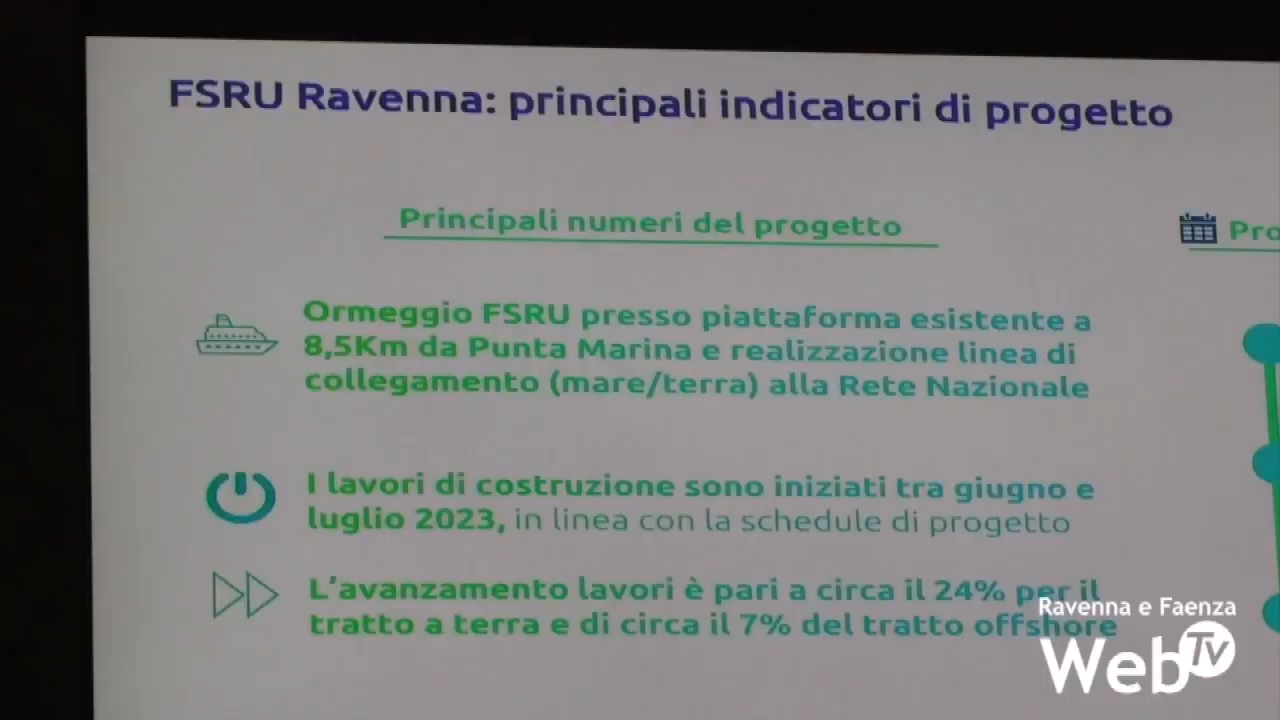 FSRU Ravenna: principali indicatori di progetto
Principali numeri del progetto
Pro
Ormeggio FSRU presso piattaforma esistente a
8,5Km da Punta Marina e realizzazione linea di
collegamento (mare/terra) alla Rete Nazionale
I lavori di costruzione sono iniziati tra giugno e
luglio 2023, in linea con la schedule di progetto
L'avanzamento lavori è pari a circa il 24% per il
tratto a terra e di circa il 7% del tratto offshore
Ravenna e Faenza
Web Tv